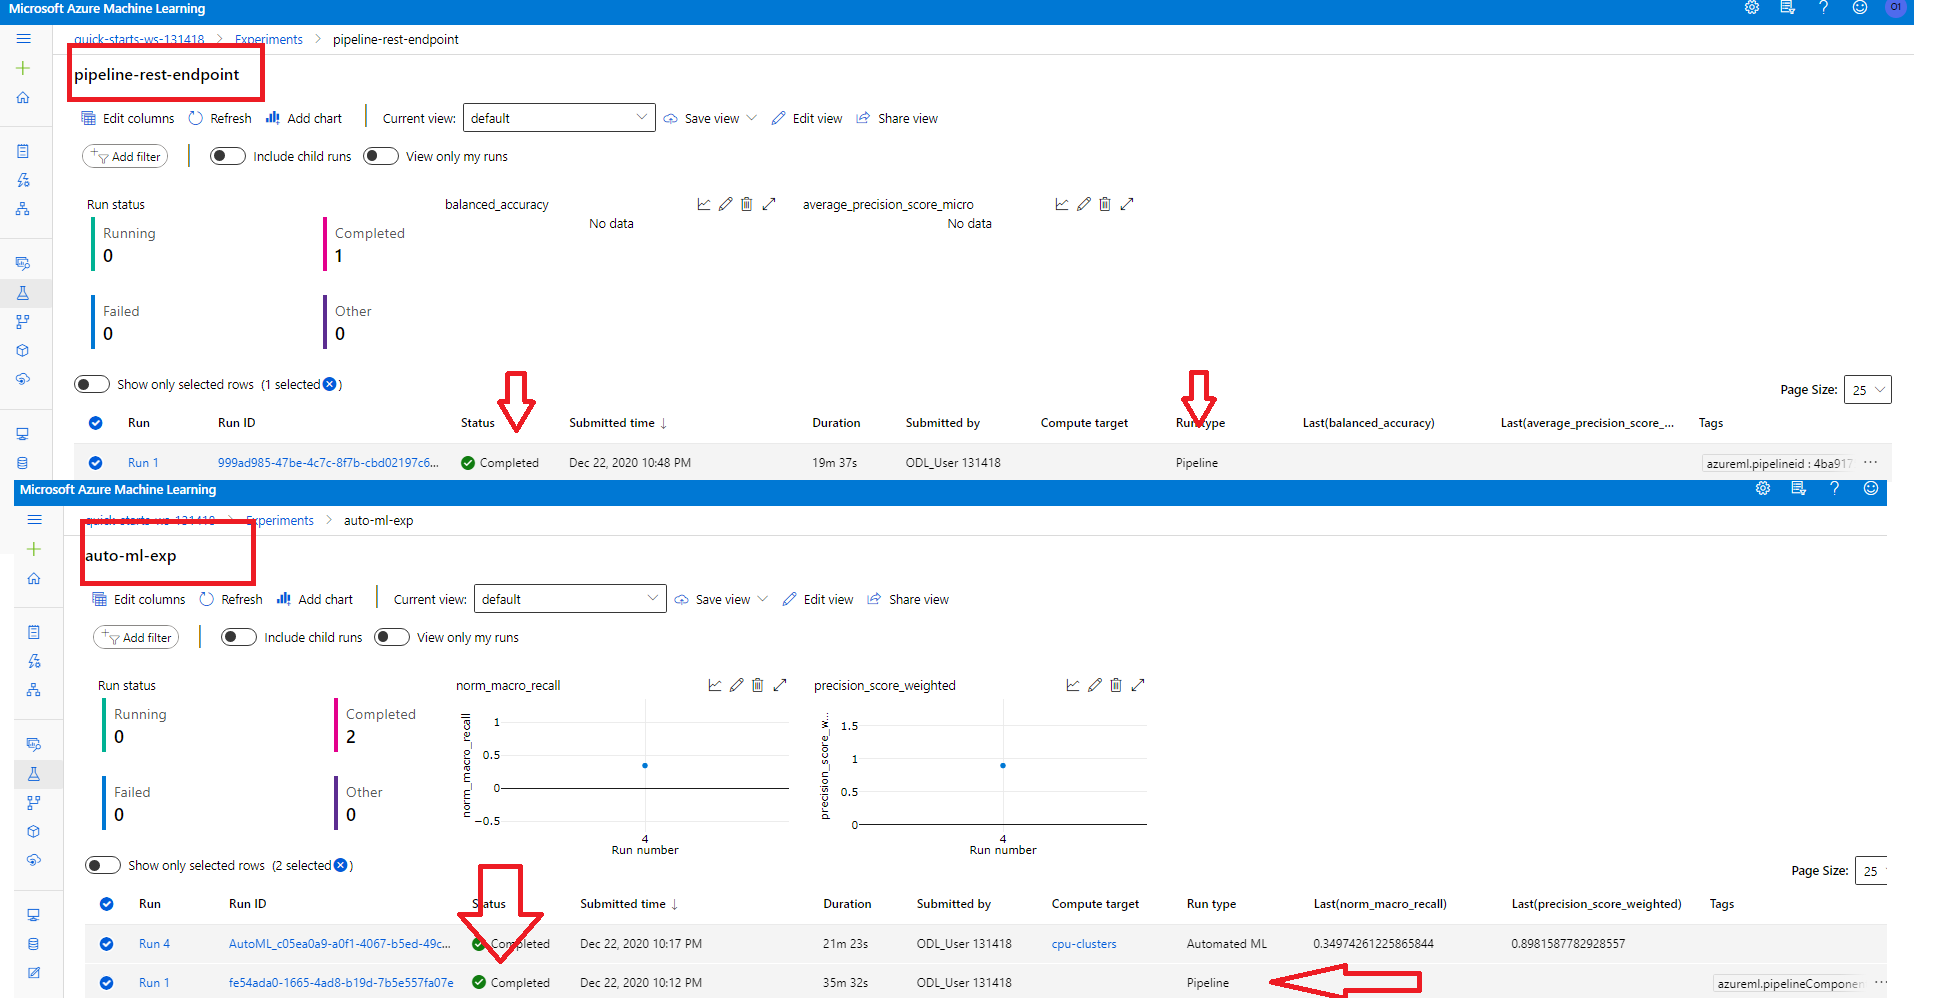 Microsoft Azure Machine Learning
01
quick-starts-ws-131418 > Experiments > pipeline-rest-endpoint
pipeline-rest-endpoint
Edit columns Refresh Add chart Current view: default Save view Edit view Share view
Add filter Include child runs View only my runs
Run status balanced_accuracy average_precision_score_micro
No data No data
Running Completed
0 1
Failed Other
0 0
Show only selected rows (1 selected )
Page Size: 25
Run Run ID Status Submitted time ↓ Duration Submitted by Compute target Run type Last(balanced_accuracy) Last(average_precision_score_... Tags
Run 1 999ad985-47be-4c7c-8f7b-cbd02197c6... Completed Dec 22, 2020 10:48 PM 19m 37s ODL_User 131418 Pipeline azureml.pipelineid : 4ba917 ...
Microsoft Azure Machine Learning
quick-starts-ws-131418 > Experiments > auto-ml-exp
auto-ml-exp
Edit columns Refresh Add chart Current view: default Save view Edit view Share view
Add filter Include child runs View only my runs
Run status norm_macro_recall precision_score_weighted
Running Completed
0 2
Failed Other
0 0
norm_macro_recall
1
0.5
0
−0.5
4
Run number
precision_score_w...
1.5
1
0.5
0
4
Run number
Show only selected rows (2 selected )
Page Size: 25
Run Run ID Status Submitted time ↓ Duration Submitted by Compute target Run type Last(norm_macro_recall) Last(precision_score_weighted) Tags
Run 4 AutoML_c05ea0a9-a0f1-4067-b5ed-49c... Completed Dec 22, 2020 10:17 PM 21m 23s ODL_User 131418 cpu-clusters Automated ML 0.34974261225865844 0.8981587782928557
Run 1 fe54ada0-1665-4ad8-b19d-7b5e557fa07e Completed Dec 22, 2020 10:12 PM 35m 32s ODL_User 131418 Pipeline azureml.pipelineComponen ...